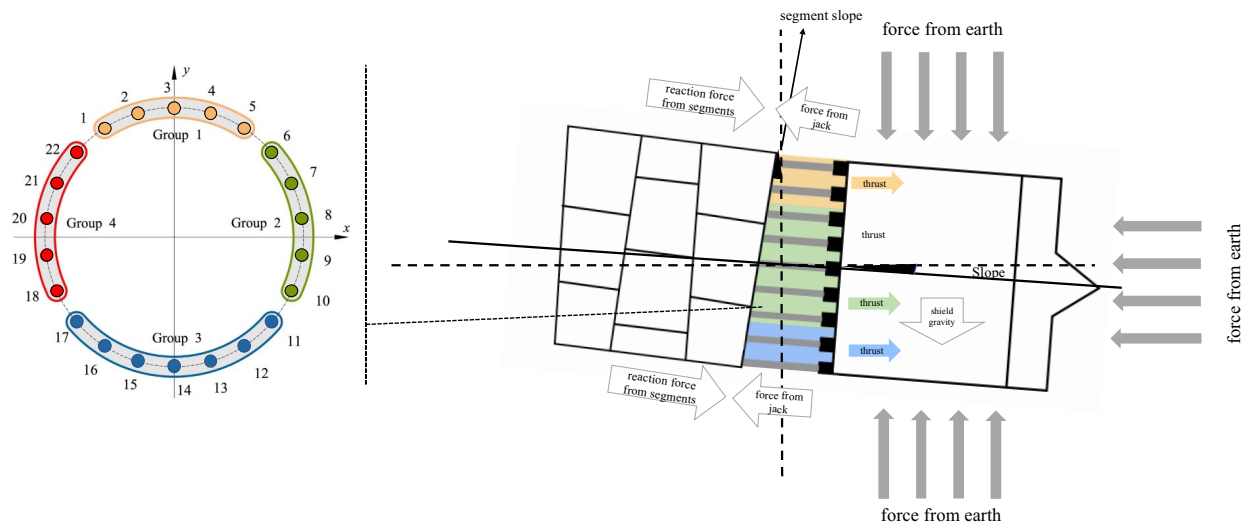 y
3
2
4
1
5
Group 1
22
6
21
7
20
Group 4
Group 2
8
x
19
9
18
10
Group 3
17
11
16
12
15
13
14
segment slope
force from earth
reaction force
from segments
force from
jack
thrust
thrust
Slope
thrust
shield
gravity
thrust
reaction force
from segments
force from
jack
force from earth
force from earth